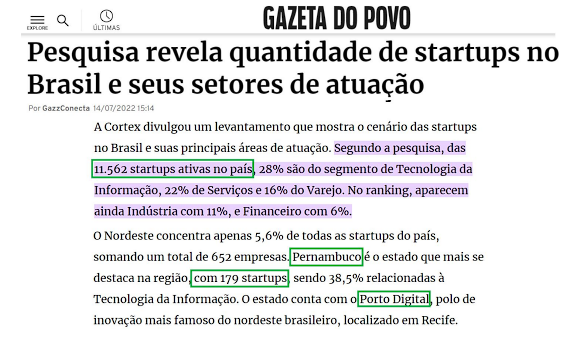 EXPLORE
ÚLTIMAS
GAZETA DO POVO
Pesquisa revela quantidade de startups no
Brasil e seus setores de atuação
Por GazzConecta 14/07/2022 15:14
A Cortex divulgou um levantamento que mostra o cenário das startups
no Brasil e suas principais áreas de atuação. Segundo a pesquisa, das
11.562 startups ativas no país, 28% são do segmento de Tecnologia da
Informação, 22% de Serviços e 16% do Varejo. No ranking, aparecem
ainda Indústria com 11%, e Financeiro com 6%.
O Nordeste concentra apenas 5,6% de todas as startups do país,
somando um total de 652 empresas. Pernambuco é o estado que mais se
destaca na região, com 179 startups, sendo 38,5% relacionadas à
Tecnologia da Informação. O estado conta com o Porto Digital, polo de
inovação mais famoso do nordeste brasileiro, localizado em Recife.